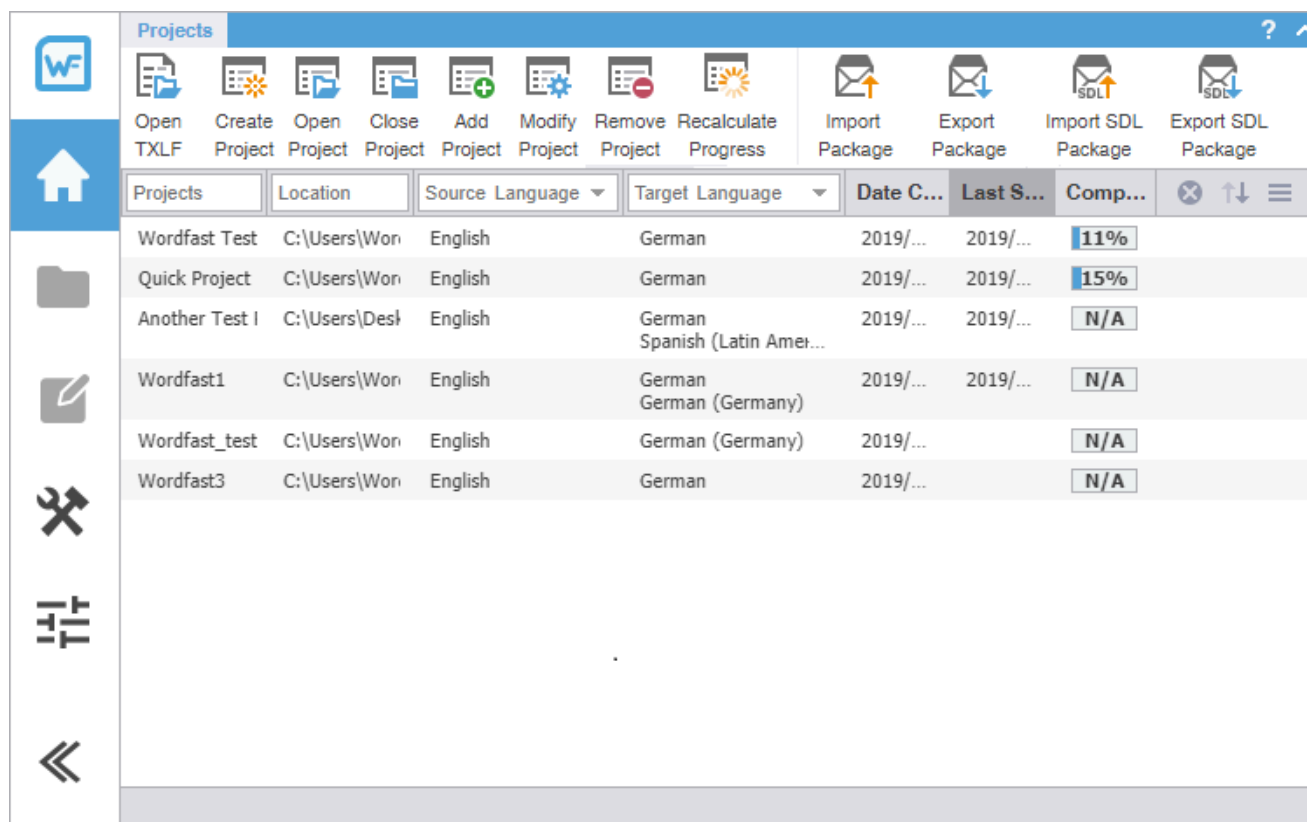 Projects
?
WF
Open TXLF
Create Project
Open Project
Close Project
Add Project
Modify Project
Remove Project
Recalculate Progress
Import Package
Export Package
SDL
Import SDL Package
SDL
Export SDL Package
Projects Location Source Language Target Language Date C... Last S... Comp...
Wordfast Test C:\Users\Wor English German 2019/... 2019/... 11%
Quick Project C:\Users\Wor English German 2019/... 2019/... 15%
Another Test C:\Users\Desk English German 2019/... 2019/... N/A
Spanish (Latin Amer...
Wordfast1 C:\Users\Wor English German 2019/... 2019/... N/A
German (Germany)
Wordfast_test C:\Users\Wor English German (Germany) 2019/... N/A
Wordfast3 C:\Users\Wor English German 2019/... N/A